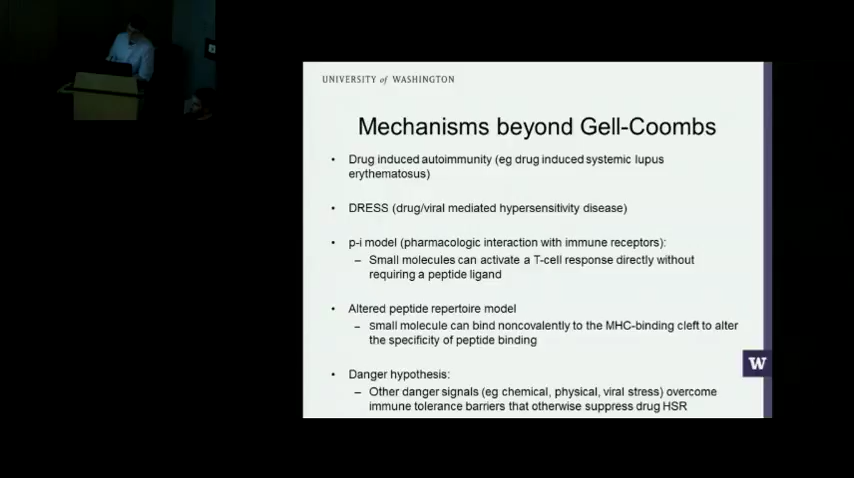 UNIVERSITY of WASHINGTON
Mechanisms beyond Gell-Coombs
• Drug induced autoimmunity (eg drug induced systemic lupus
erythematosus)
• DRESS (drug/viral mediated hypersensitivity disease)
• p-i model (pharmacologic interaction with immune receptors):
– Small molecules can activate a T-cell response directly without
requiring a peptide ligand
• Altered peptide repertoire model
– small molecule can bind noncovalently to the MHC-binding cleft to alter
the specificity of peptide binding
• Danger hypothesis:
– Other danger signals (eg chemical, physical, viral stress) overcome
immune tolerance barriers that otherwise suppress drug HSR
W